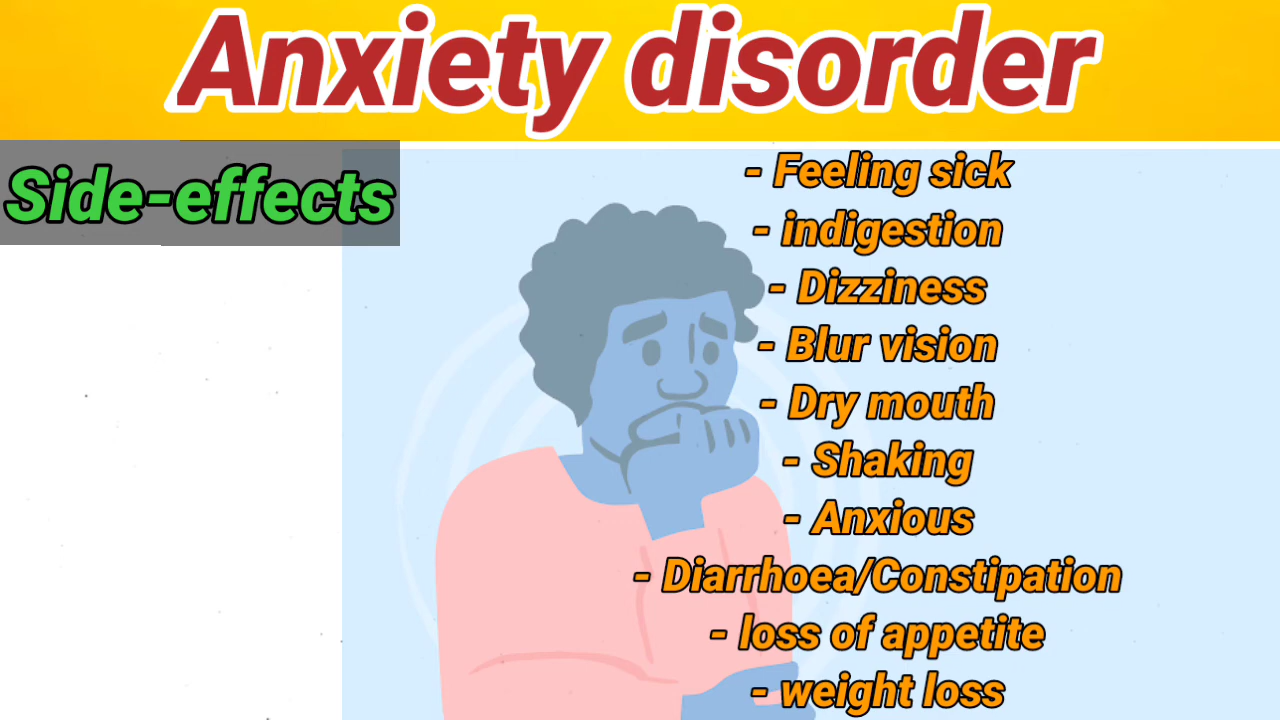 Anxiety disorder
Side-effects
- Feeling sick
- indigestion
- Dizziness
- Blur vision
- Dry mouth
- Shaking
- Anxious
- Diarrhoea/Constipation
- loss of appetite
- weight loss